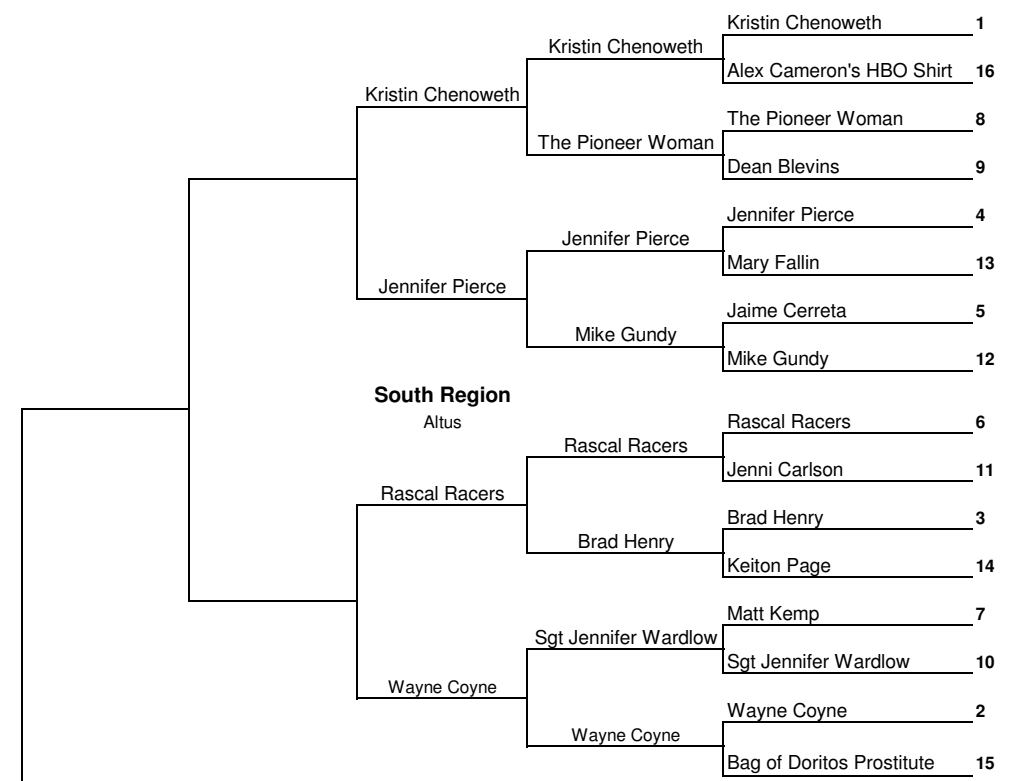 Kristin Chenoweth 1
Kristin Chenoweth
Alex Cameron's HBO Shirt 16
Kristin Chenoweth
The Pioneer Woman 8
The Pioneer Woman
Dean Blevins 9
Jennifer Pierce 4
Jennifer Pierce
Mary Fallin 13
Jennifer Pierce
Jaime Cerreta 5
Mike Gundy
Mike Gundy 12
South Region
Altus
Rascal Racers 6
Rascal Racers
Jenni Carlson 11
Rascal Racers
Brad Henry 3
Brad Henry
Keiton Page 14
Matt Kemp 7
Sgt Jennifer Wardlow
Sgt Jennifer Wardlow 10
Wayne Coyne
Wayne Coyne 2
Wayne Coyne
Bag of Doritos Prostitute 15